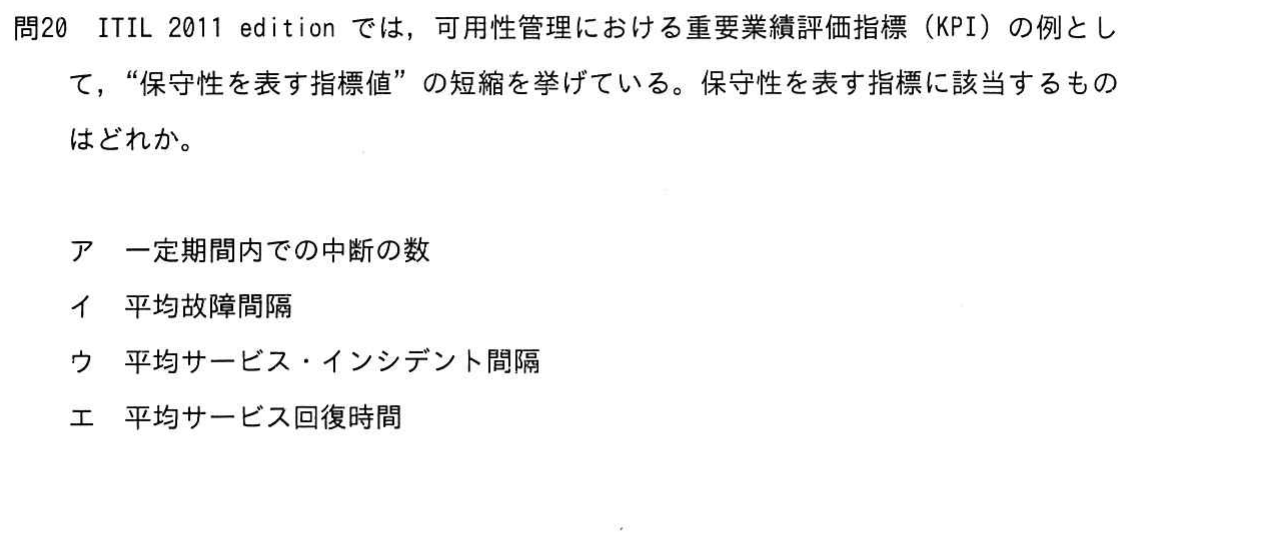 問20 ITIL 2011 edition では，可用性管理における重要業績評価指標（KPI）の例とし
て，“保守性を表す指標値” の短縮を挙げている。保守性を表す指標に該当するもの
はどれか。
ア 一定期間内での中断の数
イ 平均故障間隔
ウ 平均サービス・インシデント間隔
エ 平均サービス回復時間